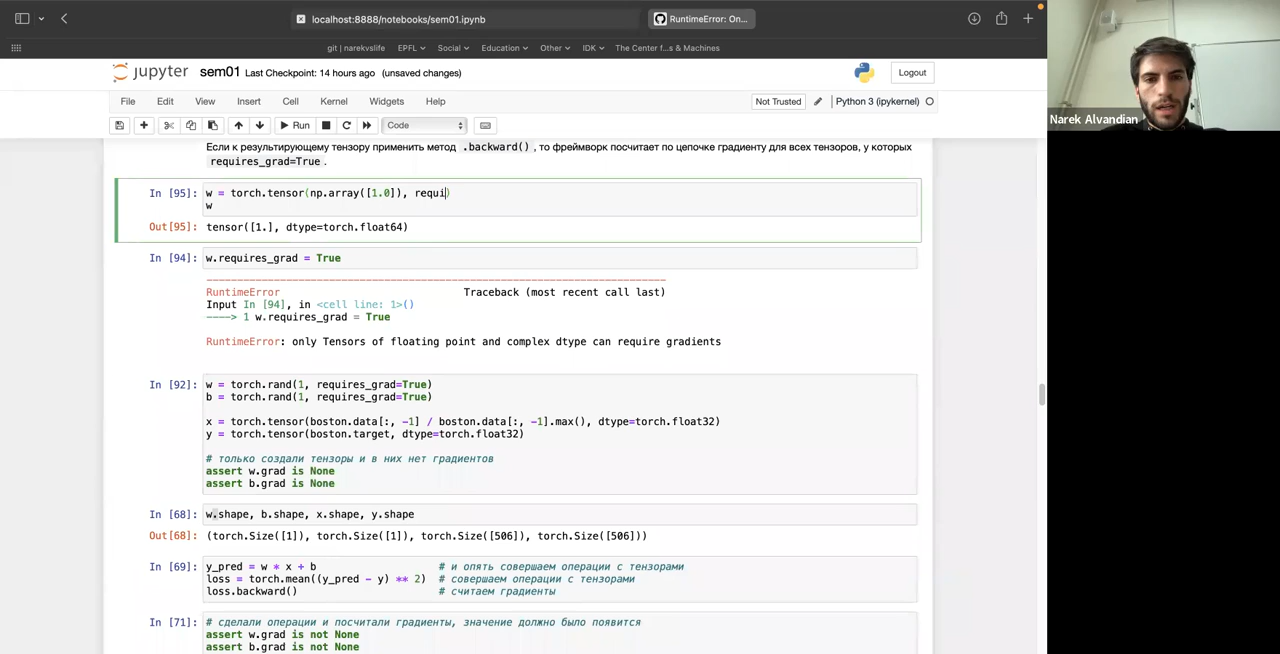 localhost:8888/notebooks/sem01.ipynb
RuntimeError: On...
git | narekvslife EPFL Social Education Other IDK The Center f...s & Machines
jupyter sem01 Last Checkpoint: 14 hours ago (unsaved changes)
Logout
File Edit View Insert Cell Kernel Widgets Help
Not Trusted Python 3 (ipykernel)
Run Code
Narek Alvandian
Если к результирующему тензору применить метод .backward() , то фреймворк посчитает по цепочке градиенту для всех тензоров, у которых
requires_grad=True .
In [95]: w = torch.tensor(np.array([1.0]), requi)
w
Out[95]: tensor([1.], dtype=torch.float64)
In [94]: w.requires_grad = True
---------------------------------------------------------------------------
RuntimeError Traceback (most recent call last)
Input In [94], in <cell line: 1>()
----> 1 w.requires_grad = True
RuntimeError: only Tensors of floating point and complex dtype can require gradients
In [92]: w = torch.rand(1, requires_grad=True)
b = torch.rand(1, requires_grad=True)
x = torch.tensor(boston.data[:, -1] / boston.data[:, -1].max(), dtype=torch.float32)
y = torch.tensor(boston.target, dtype=torch.float32)
# только создали тензоры и в них нет градиентов
assert w.grad is None
assert b.grad is None
In [68]: w.shape, b.shape, x.shape, y.shape
Out[68]: (torch.Size([1]), torch.Size([1]), torch.Size([506]), torch.Size([506]))
In [69]: y_pred = w * x + b # и опять совершаем операции с тензорами
loss = torch.mean((y_pred - y) ** 2) # совершаем операции с тензорами
loss.backward() # считаем градиенты
In [71]: # сделали операции и посчитали градиенты, значение должно было появится
assert w.grad is not None
assert b.grad is not None